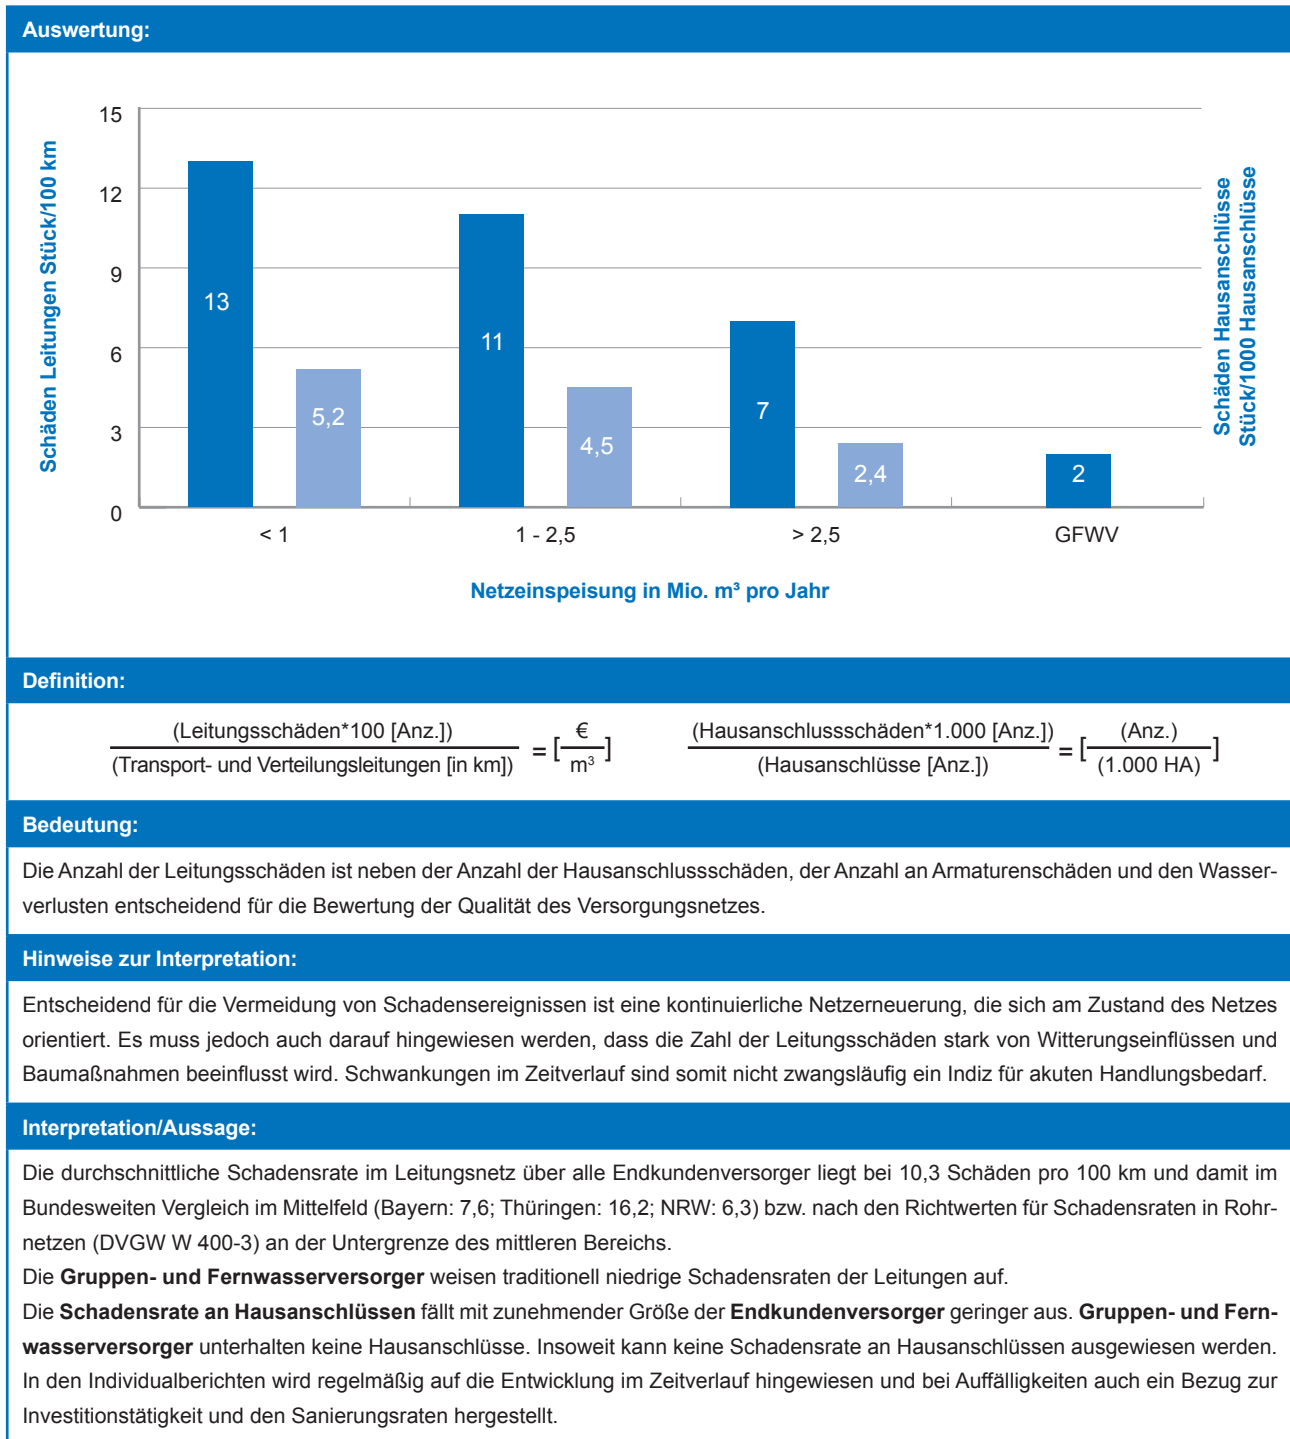 Auswertung:
15
12
9
6
3
0
Schäden Leitungen Stück/100 km
13
5,2
11
4,5
7
2,4
2
< 1
1 - 2,5
> 2,5
GFWV
Schäden Hausanschlüsse
Stück/1000 Hausanschlüsse
Netzeinspeisung in Mio. m³ pro Jahr
Definition:
(Leitungsschäden*100 [Anz.])
(Transport- und Verteilungsleitungen [in km])
= [ € / m³ ]
(Hausanschlussschäden*1.000 [Anz.])
(Hausanschlüsse [Anz.])
= [ (Anz.) / (1.000 HA) ]
Bedeutung:
Die Anzahl der Leitungsschäden ist neben der Anzahl der Hausanschlussschäden, der Anzahl an Armaturenschäden und den Wasser-
verlusten entscheidend für die Bewertung der Qualität des Versorgungsnetzes.
Hinweise zur Interpretation:
Entscheidend für die Vermeidung von Schadensereignissen ist eine kontinuierliche Netzerneuerung, die sich am Zustand des Netzes
orientiert. Es muss jedoch auch darauf hingewiesen werden, dass die Zahl der Leitungsschäden stark von Witterungseinflüssen und
Baumaßnahmen beeinflusst wird. Schwankungen im Zeitverlauf sind somit nicht zwangsläufig ein Indiz für akuten Handlungsbedarf.
Interpretation/Aussage:
Die durchschnittliche Schadensrate im Leitungsnetz über alle Endkundenversorger liegt bei 10,3 Schäden pro 100 km und damit im
Bundesweiten Vergleich im Mittelfeld (Bayern: 7,6; Thüringen: 16,2; NRW: 6,3) bzw. nach den Richtwerten für Schadensraten in Rohr-
netzen (DVGW W 400-3) an der Untergrenze des mittleren Bereichs.
Die Gruppen- und Fernwasserversorger weisen traditionell niedrige Schadensraten der Leitungen auf.
Die Schadensrate an Hausanschlüssen fällt mit zunehmender Größe der Endkundenversorger geringer aus. Gruppen- und Fern-
wasserversorger unterhalten keine Hausanschlüsse. Insoweit kann keine Schadensrate an Hausanschlüssen ausgewiesen werden.
In den Individualberichten wird regelmäßig auf die Entwicklung im Zeitverlauf hingewiesen und bei Auffälligkeiten auch ein Bezug zur
Investitionstätigkeit und den Sanierungsraten hergestellt.